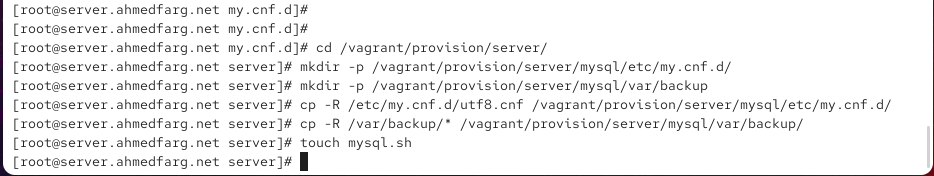 [root@server.ahmedfarg.net my.cnf.d]#
[root@server.ahmedfarg.net my.cnf.d]#
[root@server.ahmedfarg.net my.cnf.d]# cd /vagrant/provision/server/
[root@server.ahmedfarg.net server]# mkdir -p /vagrant/provision/server/mysql/etc/my.cnf.d/
[root@server.ahmedfarg.net server]# mkdir -p /vagrant/provision/server/mysql/var/backup
[root@server.ahmedfarg.net server]# cp -R /etc/my.cnf.d/utf8.cnf /vagrant/provision/server/mysql/etc/my.cnf.d/
[root@server.ahmedfarg.net server]# cp -R /var/backup/* /vagrant/provision/server/mysql/var/backup/
[root@server.ahmedfarg.net server]# touch mysql.sh
[root@server.ahmedfarg.net server]#